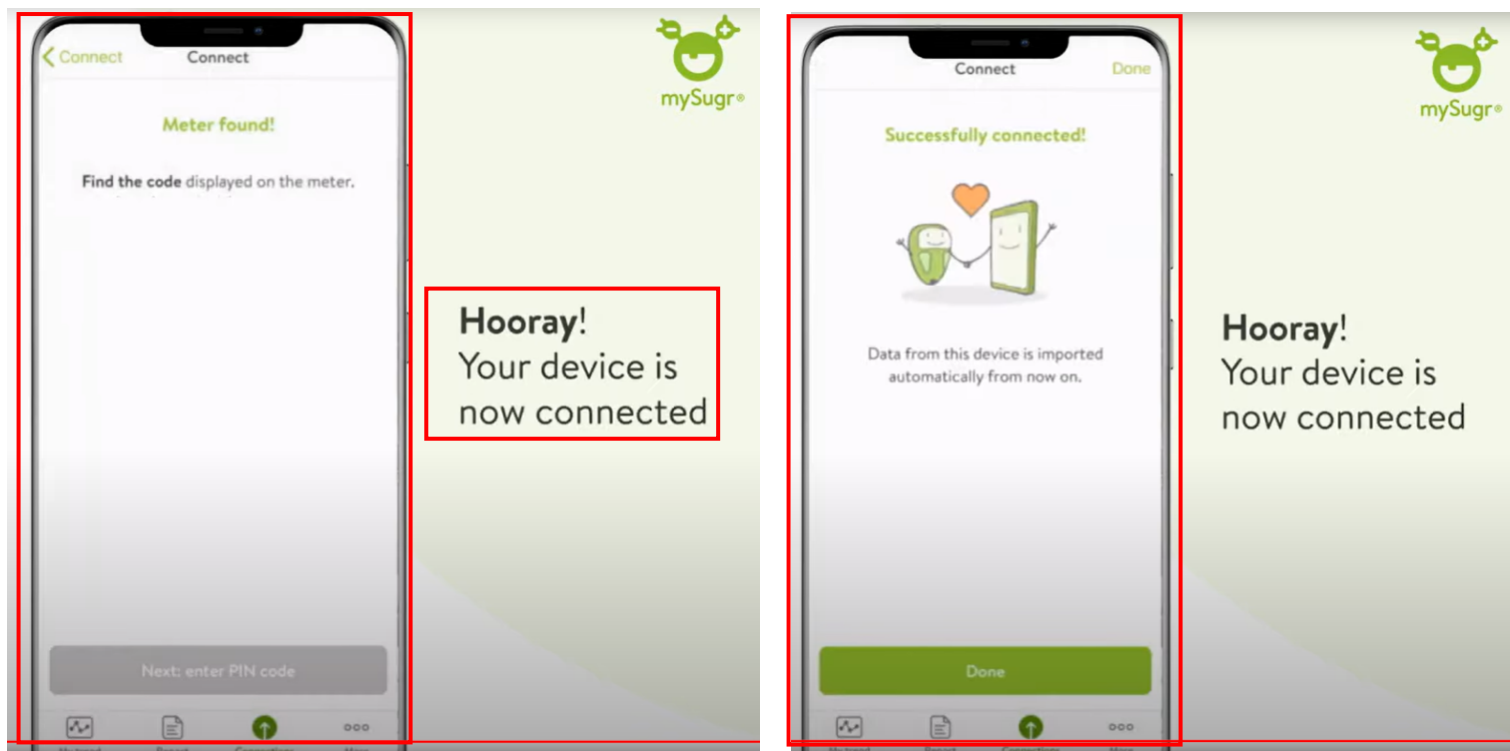 Connect
Connect
Meter found!
Find the code displayed on the meter.
Next: enter PIN code
mySugr®
Hooray!
Your device is
now connected
Connect
Done
Successfully connected!
Data from this device is imported
automatically from now on.
Done
mySugr®
Hooray!
Your device is
now connected